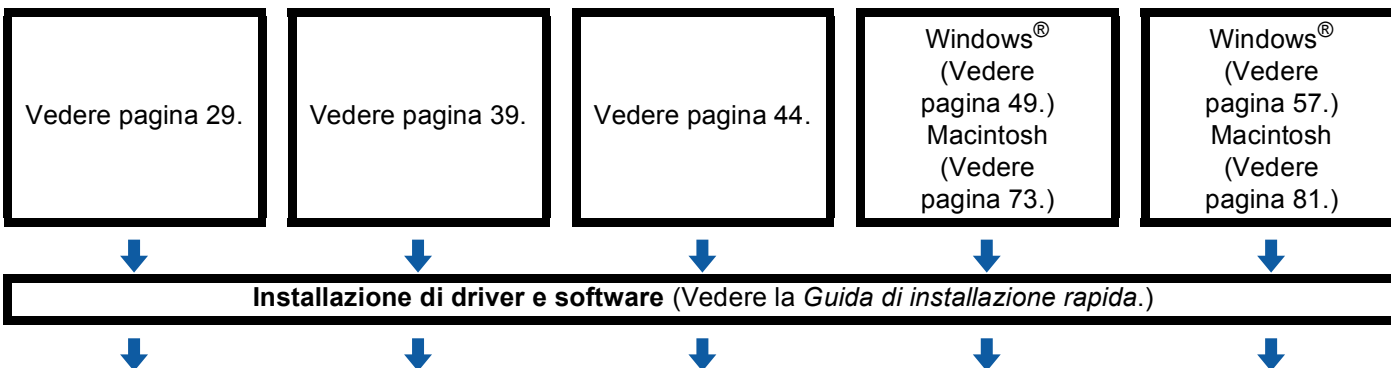 Vedere pagina 29.
Vedere pagina 39.
Vedere pagina 44.
Windows®
(Vedere
pagina 49.)
Macintosh
(Vedere
pagina 73.)
Windows®
(Vedere
pagina 57.)
Macintosh
(Vedere
pagina 81.)
Installazione di driver e software (Vedere la Guida di installazione rapida.)